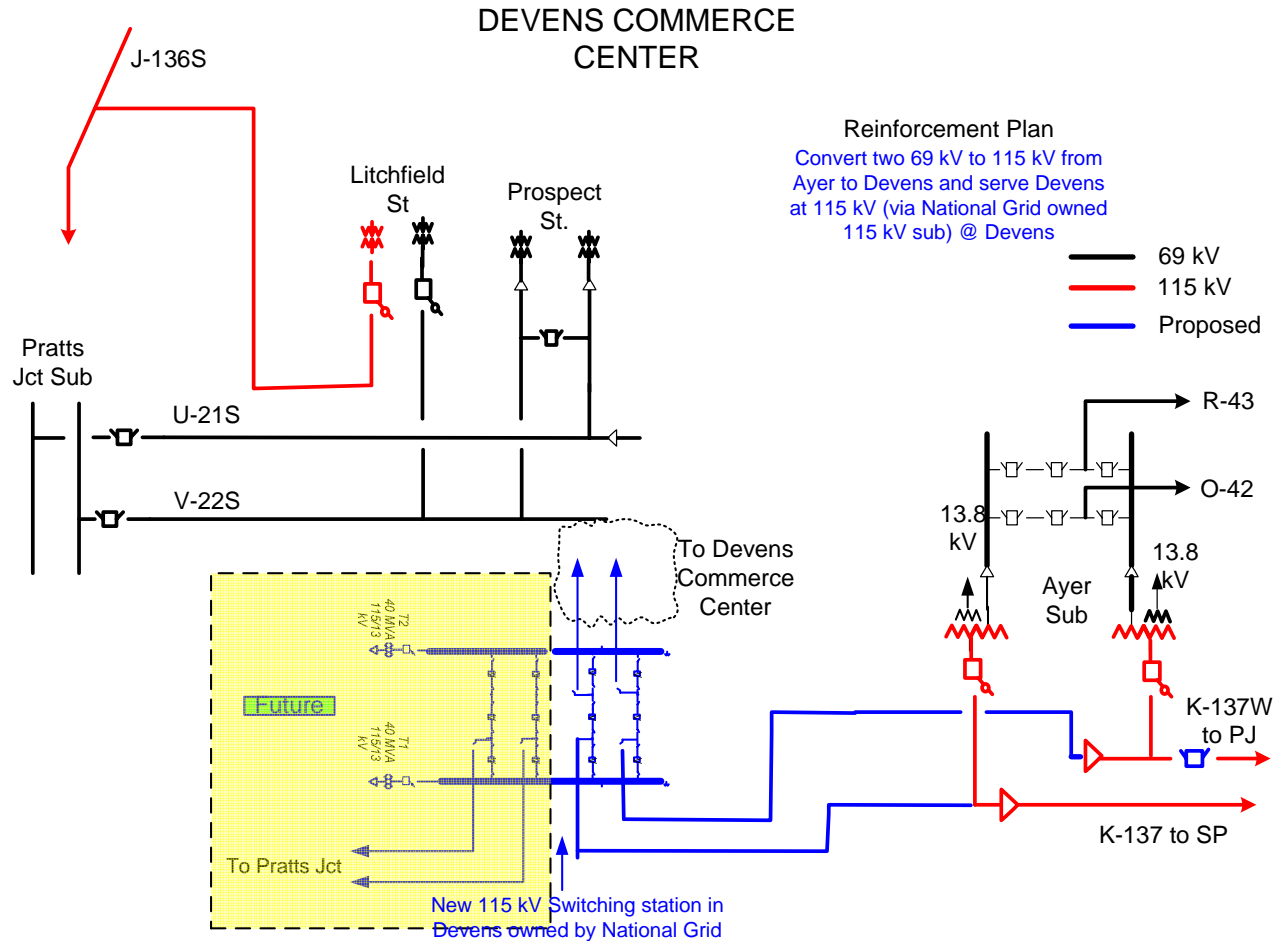 DEVENS COMMERCE
CENTER
J-136S
Reinforcement Plan
Convert two 69 kV to 115 kV from
Ayer to Devens and serve Devens
at 115 kV (via National Grid owned
115 kV sub) @ Devens
Litchfield
St
Prospect
St.
69 kV
115 kV
Proposed
Pratts
Jct Sub
U-21S
V-22S
R-43
O-42
13.8
kV
13.8
kV
Ayer
Sub
To Devens
Commerce
Center
T2
40 MVA
115/13
kV
Future
T1
40 MVA
115/13
kV
K-137W
to PJ
K-137 to SP
To Pratts Jct
New 115 kV Switching station in
Devens owned by National Grid